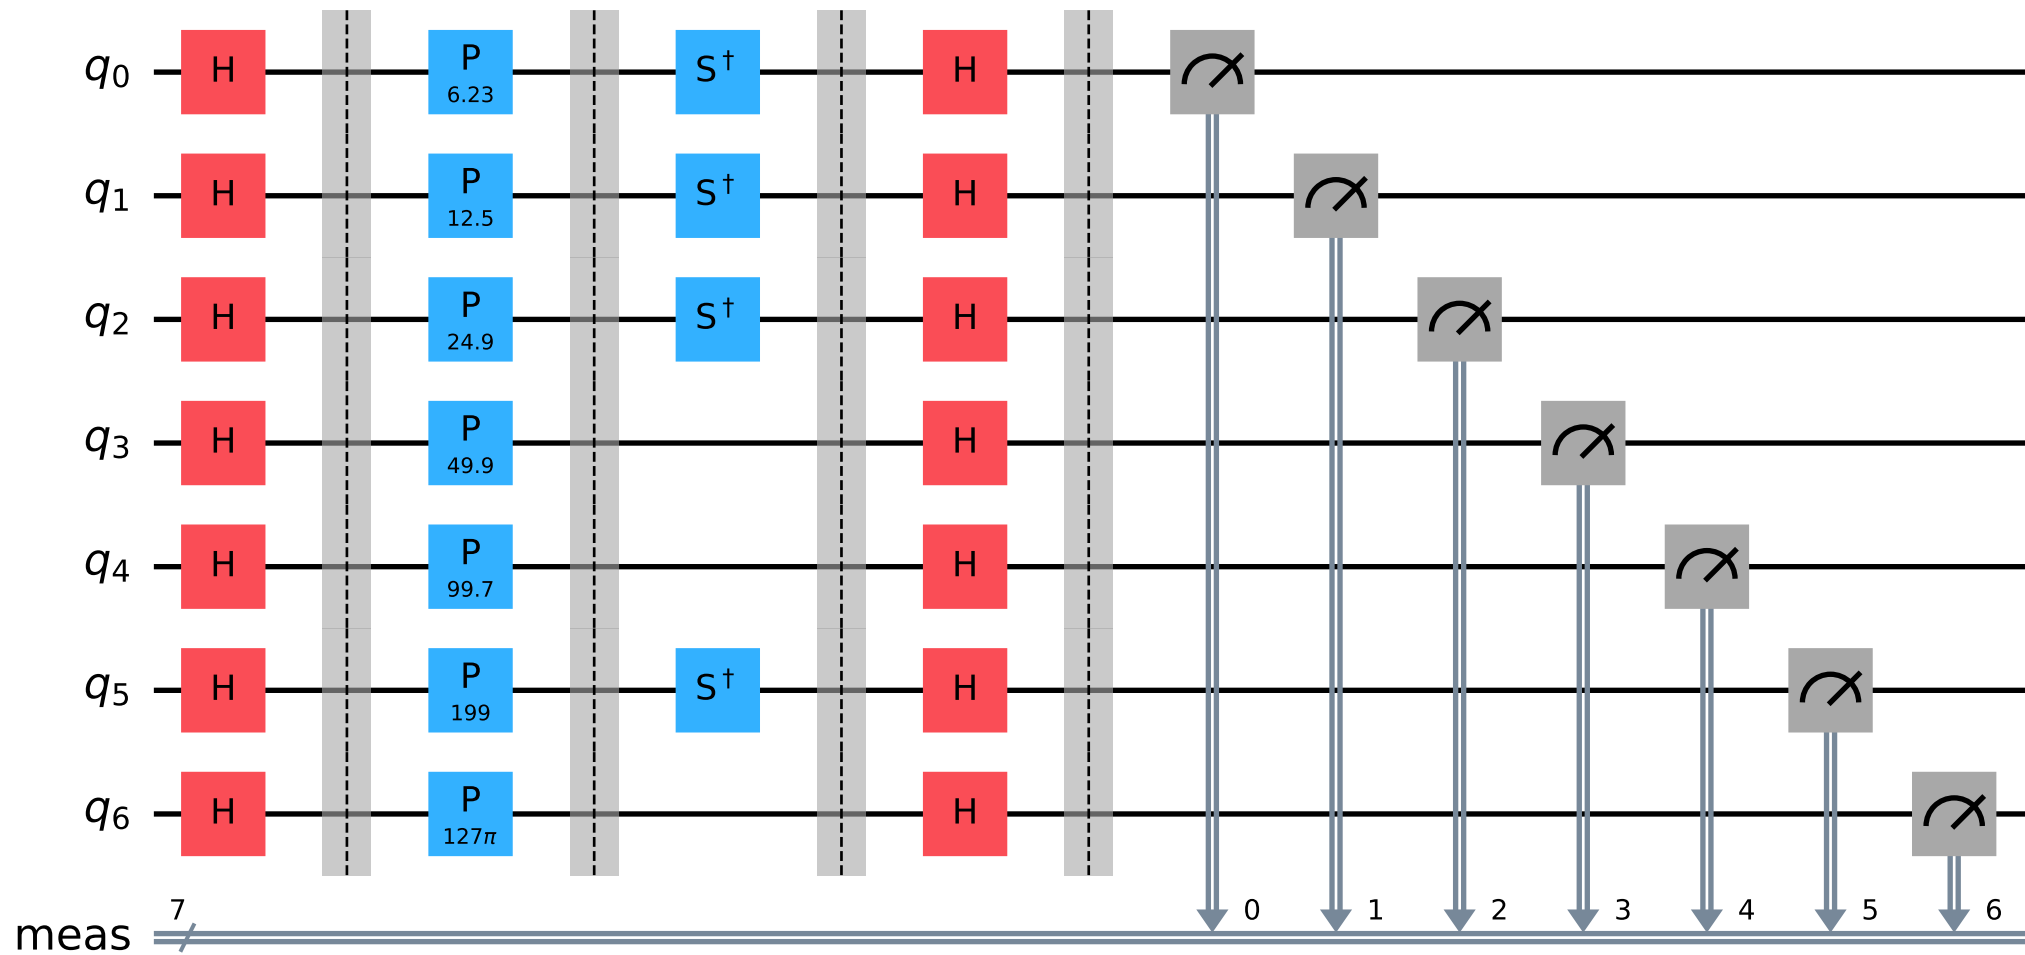 q0 H P 6.23 S† H
q1 H P 12.5 S† H
q2 H P 24.9 S† H
q3 H P 49.9 H
q4 H P 99.7 H
q5 H P 199 S† H
q6 H P 127π H
7 0 1 2 3 4 5 6
meas